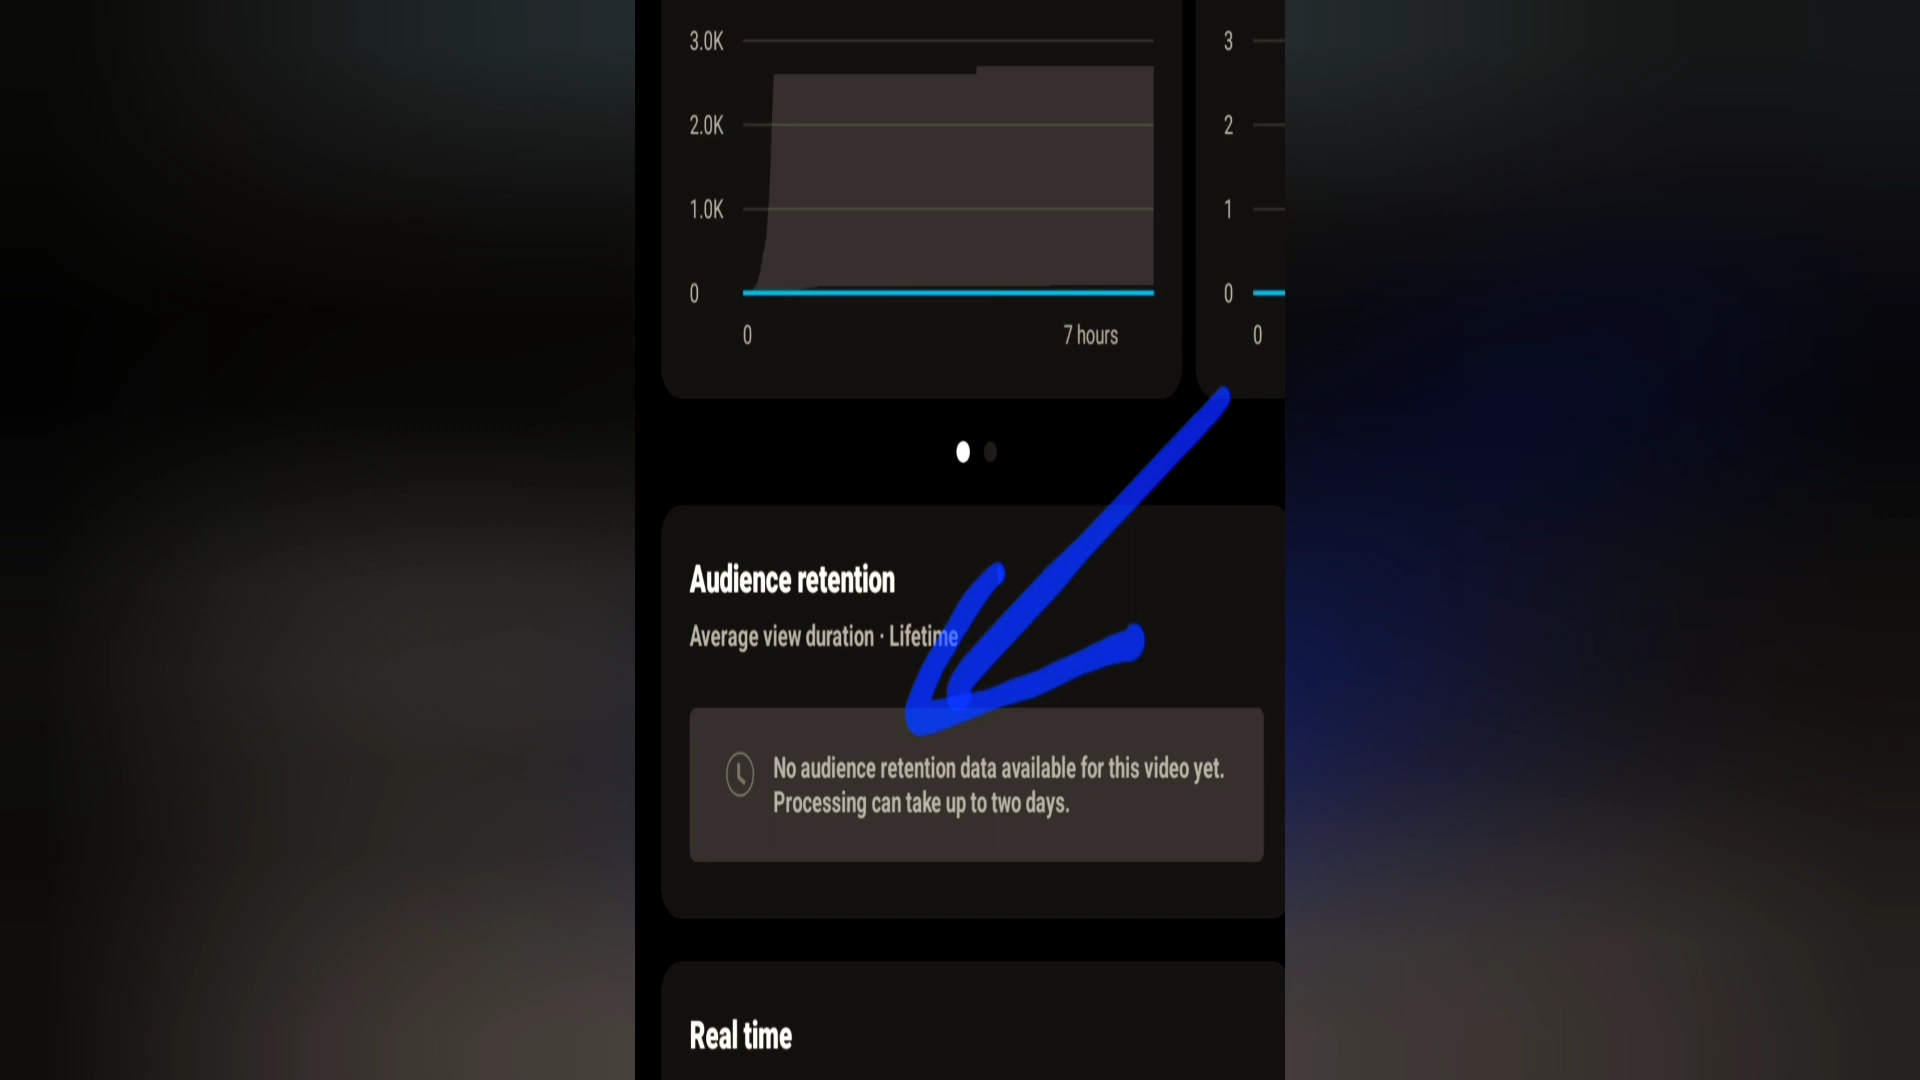 3.0K
3
2.0K
2
1.0K
1
0
0
0
7 hours
0
Audience retention
Average view duration · Lifetime
No audience retention data available for this video yet.
Processing can take up to two days.
Real time